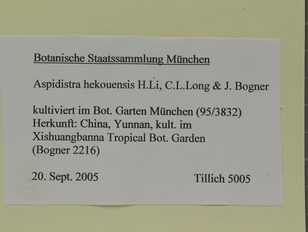 Botanische Staatssammlung München
Aspidistra hekouensis H.Li, C.L.Long & J. Bogner
kultiviert im Bot. Garten München (95/3832)
Herkunft: China, Yunnan, kult. im
Xishuangbanna Tropical Bot. Garden
(Bogner 2216)
20. Sept. 2005 Tillich 5005